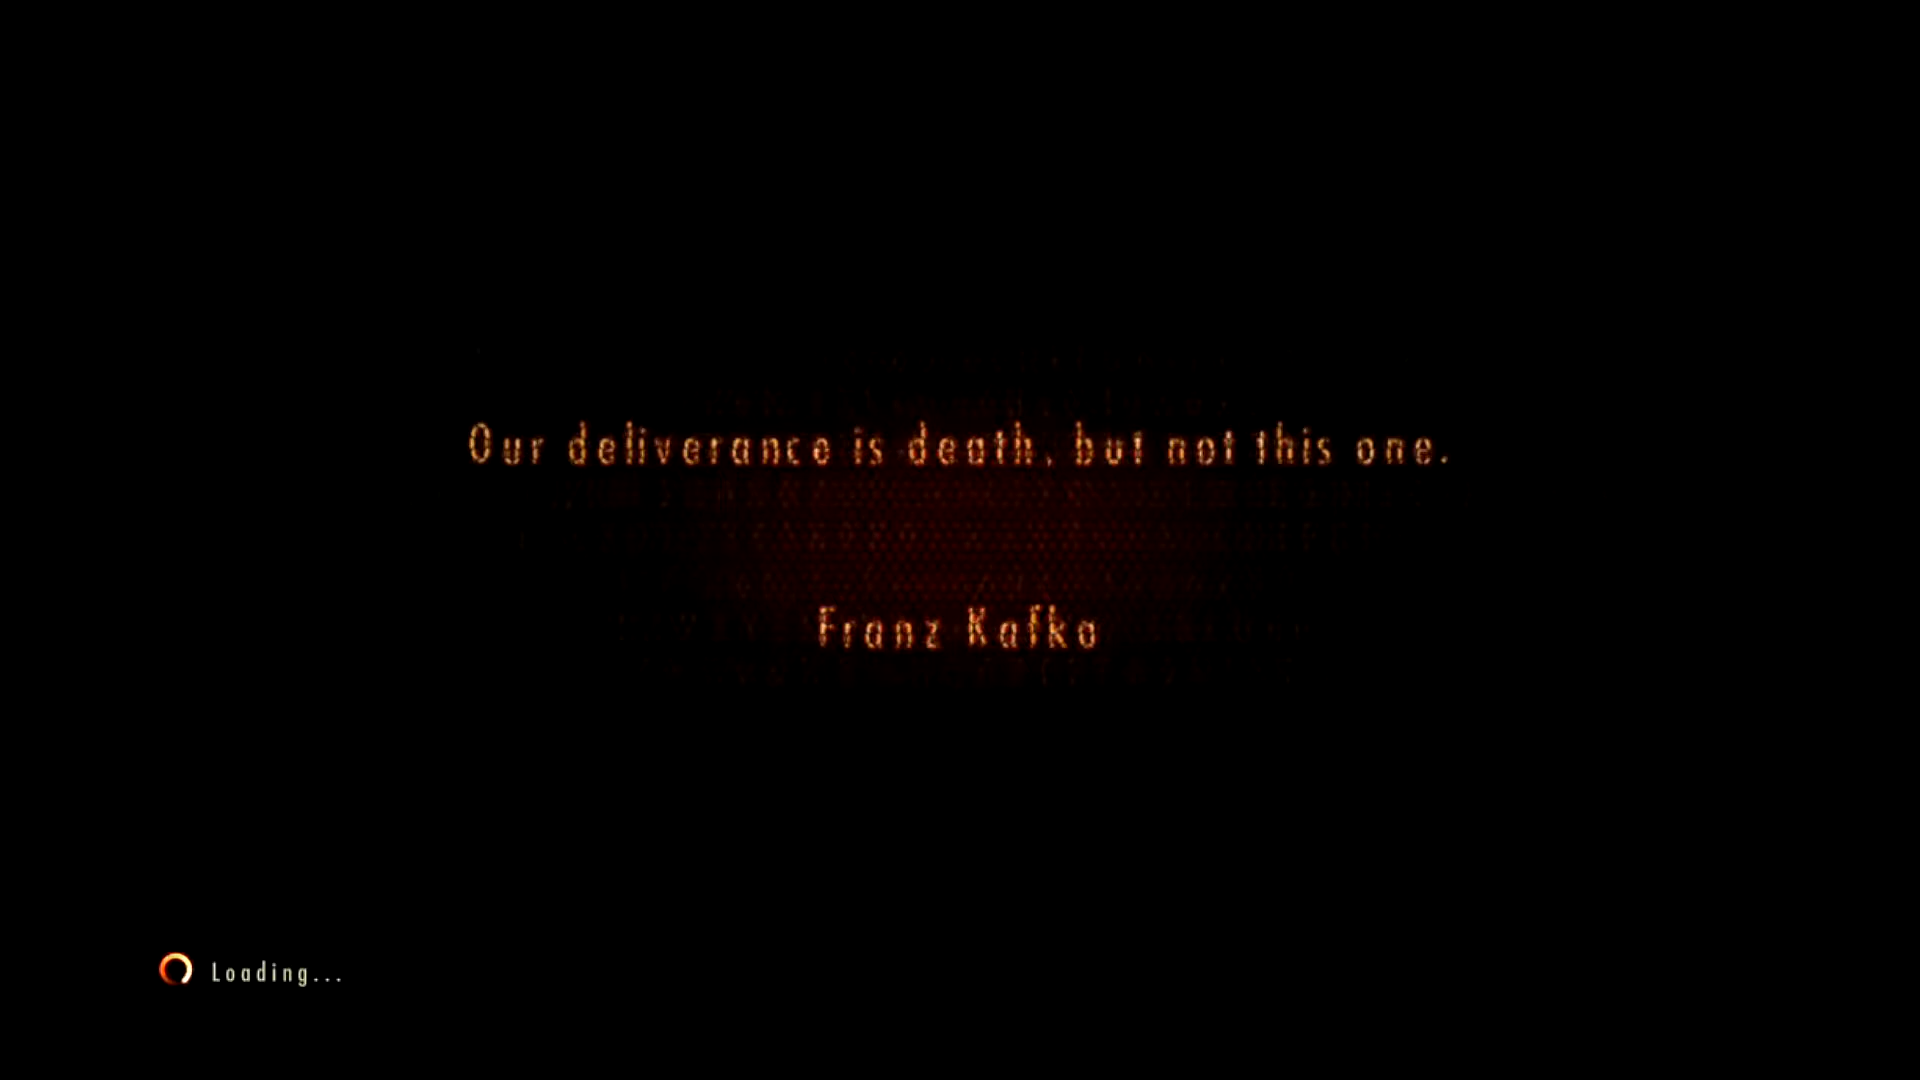 Our deliverance is death, but not this one.
Franz Kafka
Loading...